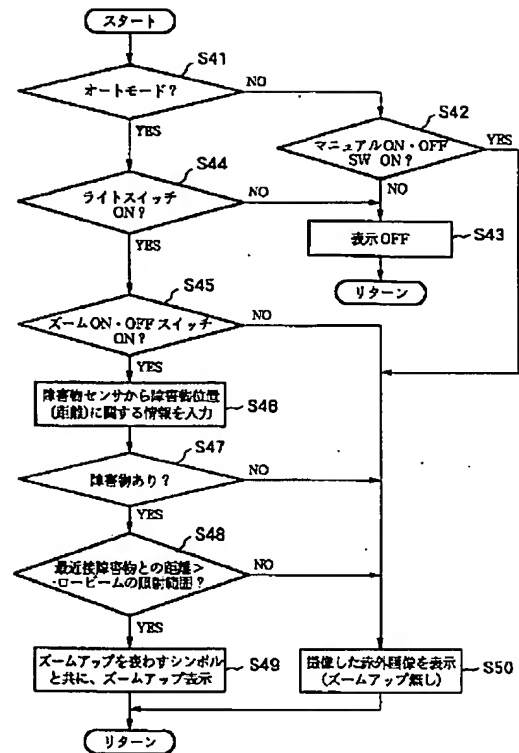 スタート
S41
オートモード？
NO
YES
S42
マニュアルON・OFF
SW ON？
YES
NO
S44
ライトスイッチ
ON？
NO
YES
表示OFF
S43
リターン
S45
ズームON・OFFスイッチ
ON？
NO
YES
障害物センサから障害物位置
(距離)に関する情報を入力
S46
S47
障害物あり？
NO
YES
S48
最近接障害物との距離＞
ロービームの照射範囲？
NO
YES
ズームアップを表わすシンボル
と共に、ズームアップ表示
S49
撮像した赤外画像を表示
(ズームアップ無し)
S50
リターン